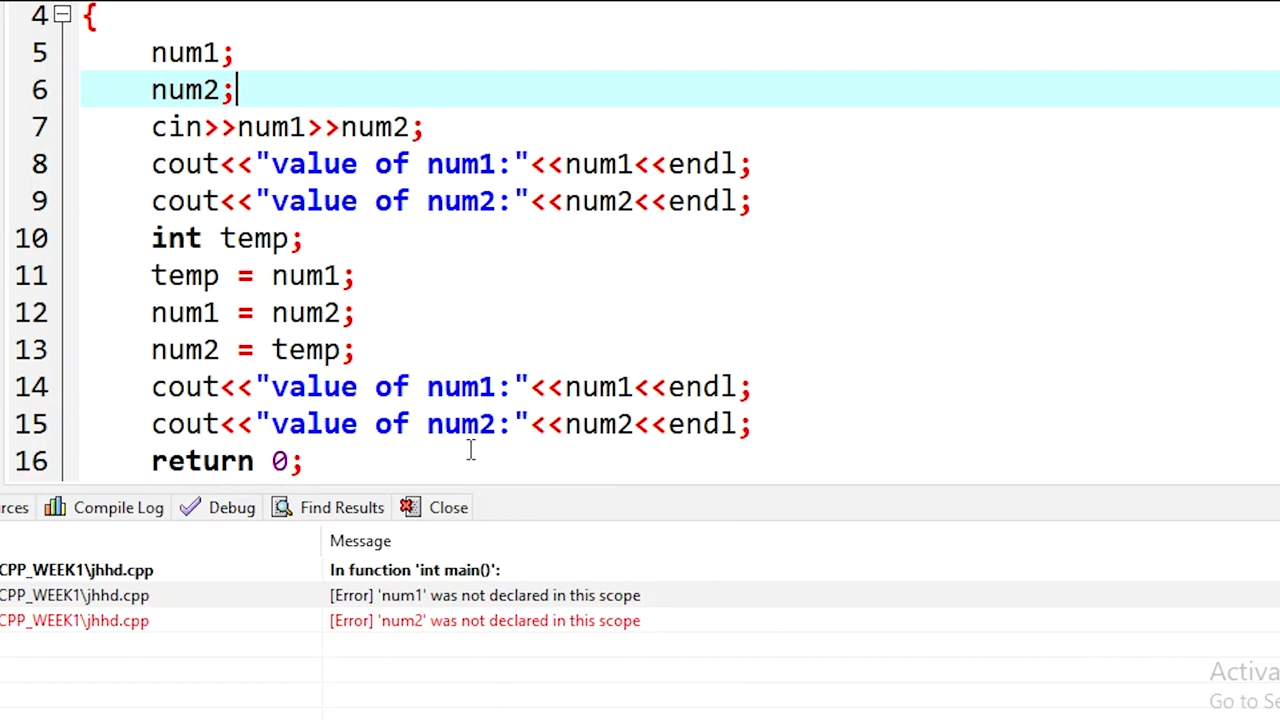 4 {
5 num1;
6 num2;
7 cin>>num1>>num2;
8 cout<<"value of num1:"<<num1<<endl;
9 cout<<"value of num2:"<<num2<<endl;
10 int temp;
11 temp = num1;
12 num1 = num2;
13 num2 = temp;
14 cout<<"value of num1:"<<num1<<endl;
15 cout<<"value of num2:"<<num2<<endl;
16 return 0;
rces Compile Log Debug Find Results Close
Message
CPP_WEEK1\jhhd.cpp In function 'int main()':
CPP_WEEK1\jhhd.cpp [Error] 'num1' was not declared in this scope
CPP_WEEK1\jhhd.cpp [Error] 'num2' was not declared in this scope
Activa
Go to Se